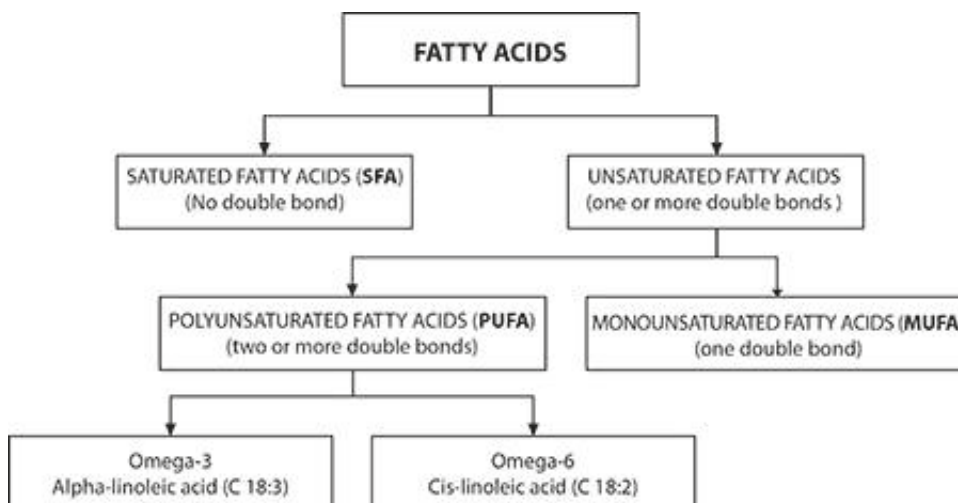 FATTY ACIDS
SATURATED FATTY ACIDS (SFA)
(No double bond)
UNSATURATED FATTY ACIDS
(one or more double bonds )
POLYUNSATURATED FATTY ACIDS (PUFA)
(two or more double bonds)
MONOUNSATURATED FATTY ACIDS (MUFA
(one double bond)
Omega-3
Alpha-linoleic acid (C 18:3)
Omega-6
Cis-linoleic acid (C 18:2)